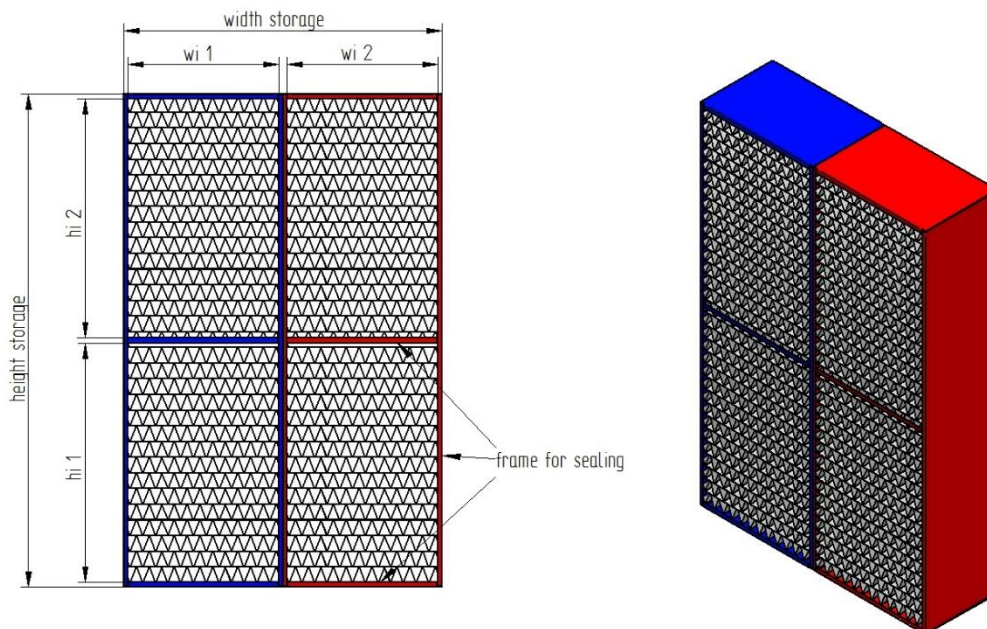 width storage
wi 1
wi 2
hi 2
height storage
hi 1
frame for sealing